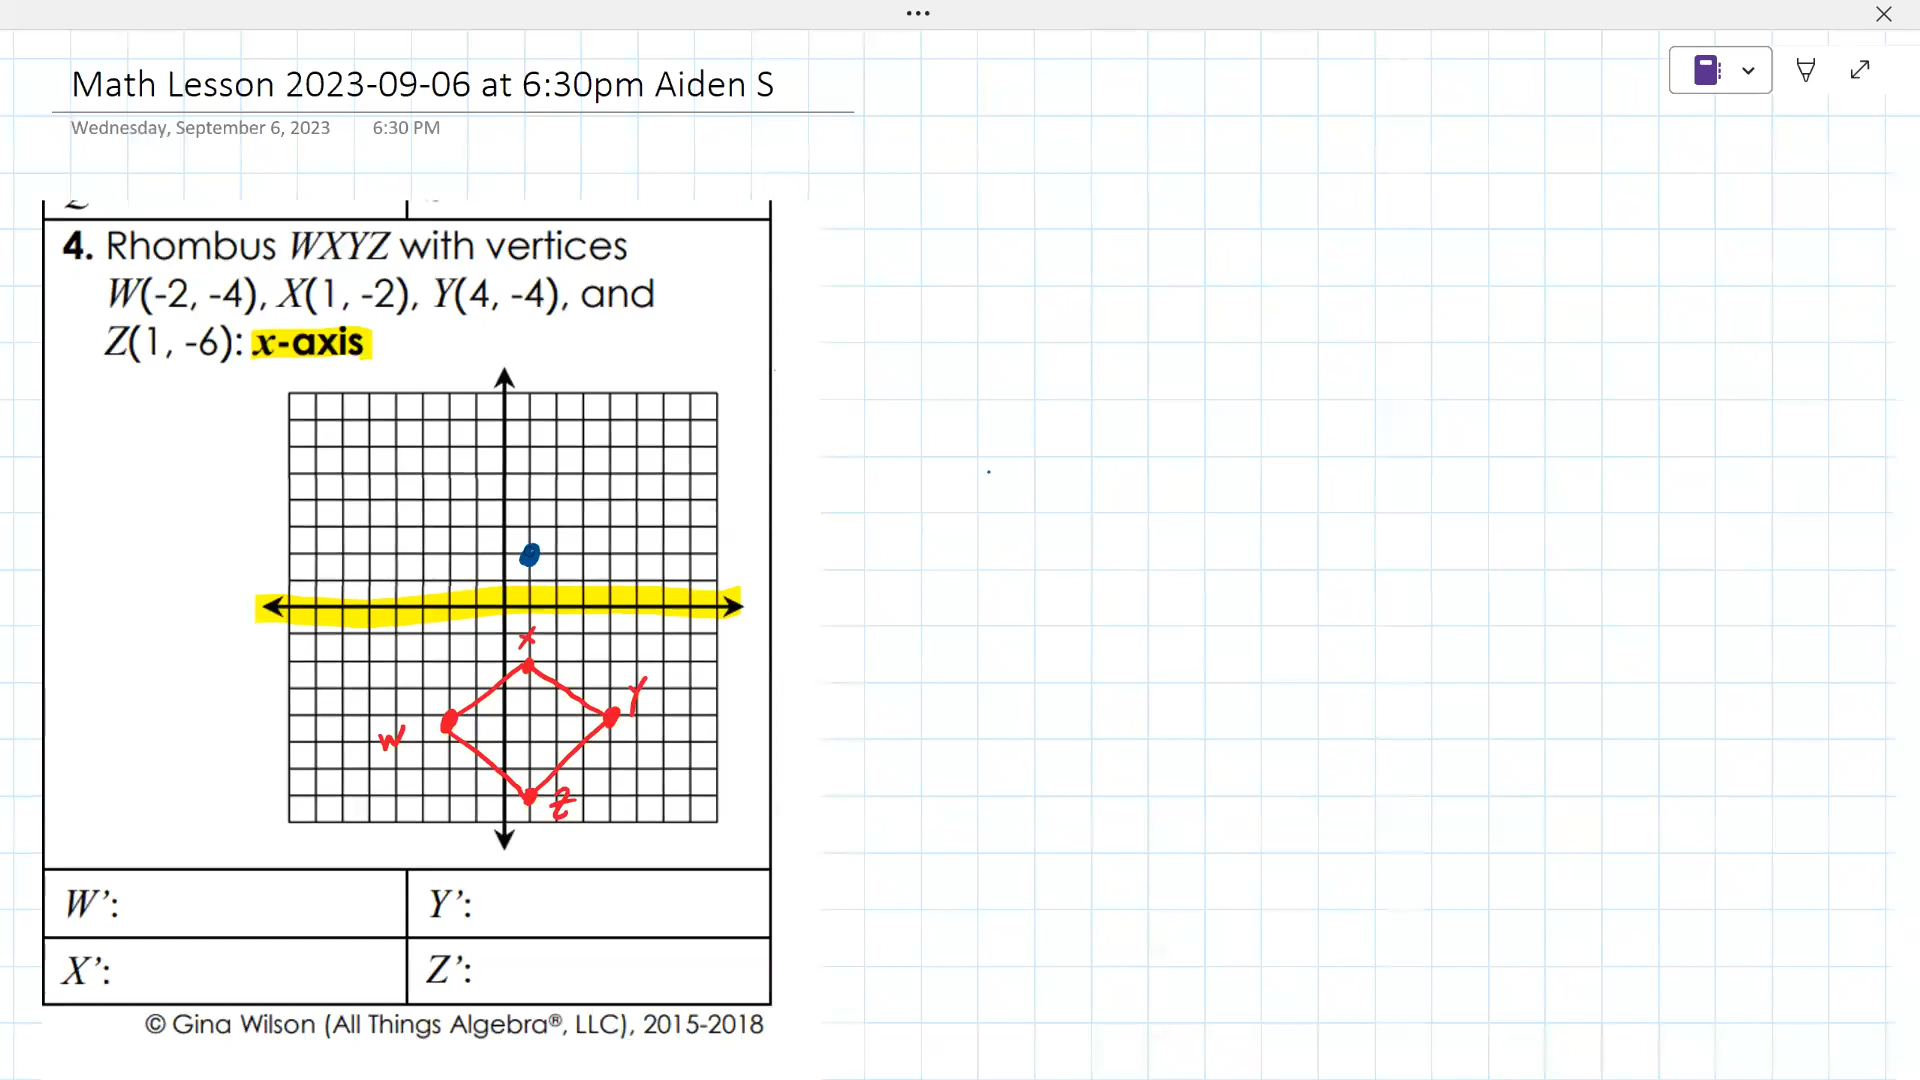 Math Lesson 2023-09-06 at 6:30pm Aiden S
Wednesday, September 6, 2023 6:30 PM
4. Rhombus WXYZ with vertices
W(-2, -4), X(1, -2), Y(4, -4), and
Z(1, -6): x-axis
X
Y
W
Z
W’: Y’:
X’: Z’:
© Gina Wilson (All Things Algebra®, LLC), 2015-2018